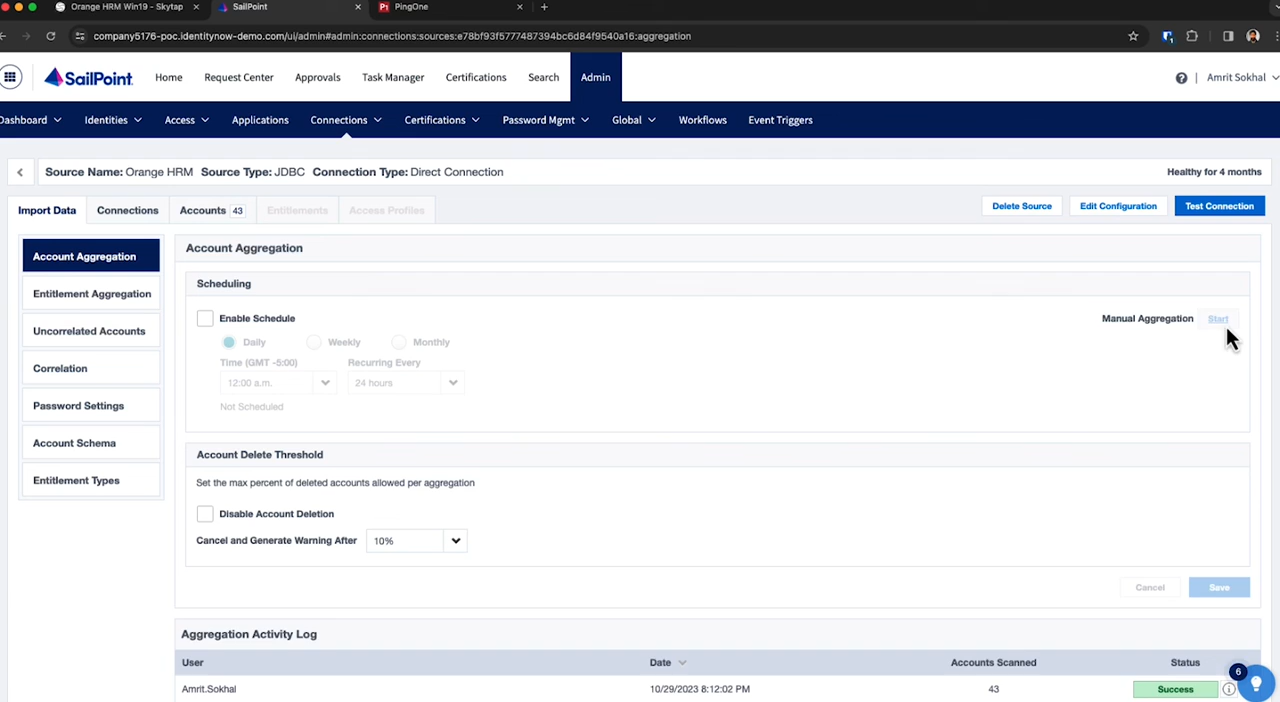 Orange HRM Win19 - Skytap
SailPoint
PingOne
company5176-poc.identitynow-demo.com/ui/admin#admin:connections:sources:e78bf93f5777487394bc6d84f9540a16:aggregation
SailPoint
Home Request Center Approvals Task Manager Certifications Search Admin
Amrit Sokhal
Dashboard Identities Access Applications Connections Certifications Password Mgmt Global Workflows Event Triggers
Source Name: Orange HRM Source Type: JDBC Connection Type: Direct Connection
Healthy for 4 months
Import Data Connections Accounts 43 Entitlements Access Profiles
Delete Source Edit Configuration Test Connection
Account Aggregation
Entitlement Aggregation
Uncorrelated Accounts
Correlation
Password Settings
Account Schema
Entitlement Types
Account Aggregation
Scheduling
Enable Schedule
Manual Aggregation Start
Daily Weekly Monthly
Time (GMT -5:00) Recurring Every
12:00 a.m. 24 hours
Not Scheduled
Account Delete Threshold
Set the max percent of deleted accounts allowed per aggregation
Disable Account Deletion
Cancel and Generate Warning After 10%
Cancel Save
Aggregation Activity Log
User Date Accounts Scanned Status
Amrit.Sokhal 10/29/2023 8:12:02 PM 43 Success
6